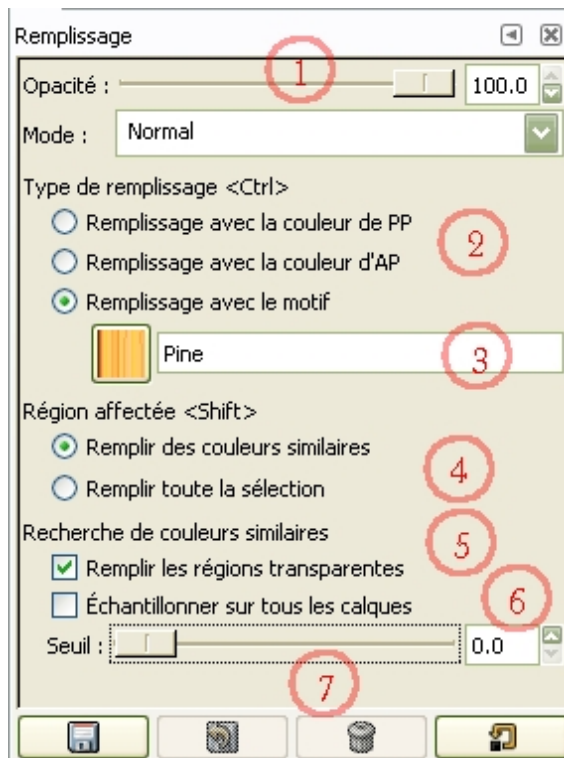 Remplissage
1
Opacité : 100.0
Mode : Normal
Type de remplissage <Ctrl>
Remplissage avec la couleur de PP
2
Remplissage avec la couleur d'AP
Remplissage avec le motif
Pine 3
Région affectée <Shift>
Remplir des couleurs similaires
4
Remplir toute la sélection
Recherche de couleurs similaires 5
Remplir les régions transparentes
6
Échantillonner sur tous les calques
Seuil : 0.0
7